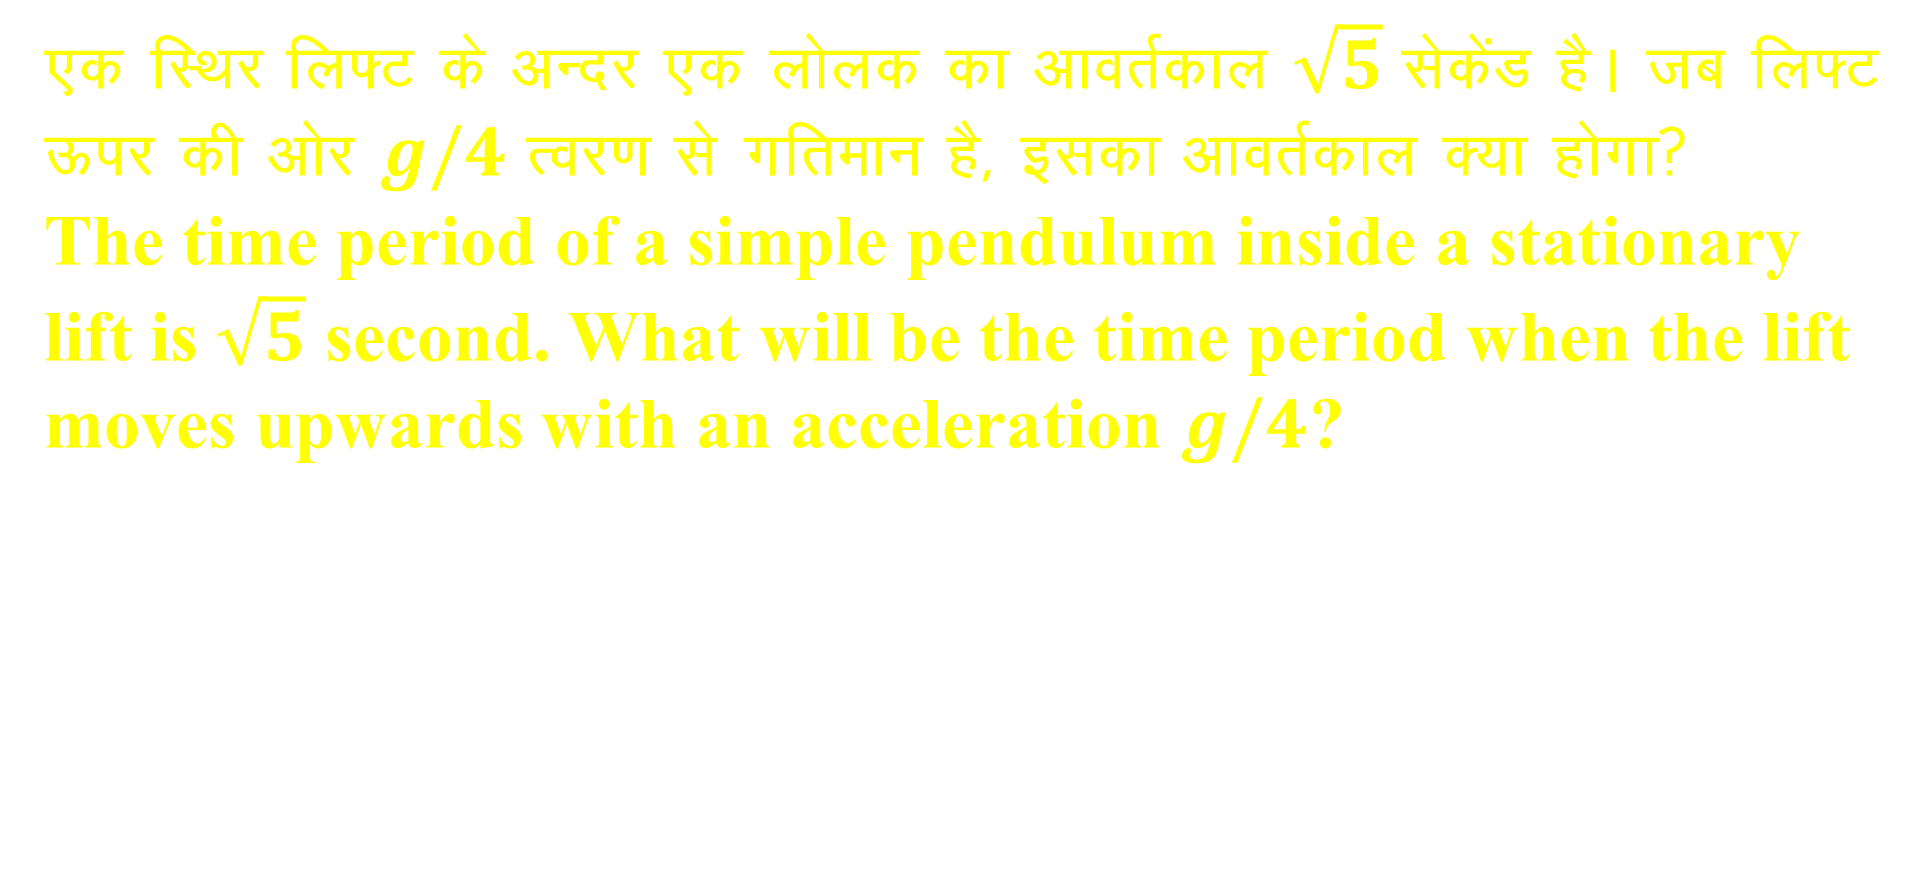 एक स्थिर लिफ्ट के अन्दर एक लोलक का आवर्तकाल √5 सेकेंड है। जब लिफ्ट
ऊपर की ओर g/4 त्वरण से गतिमान है, इसका आवर्तकाल क्या होगा?
The time period of a simple pendulum inside a stationary
lift is √5 second. What will be the time period when the lift
moves upwards with an acceleration g/4?